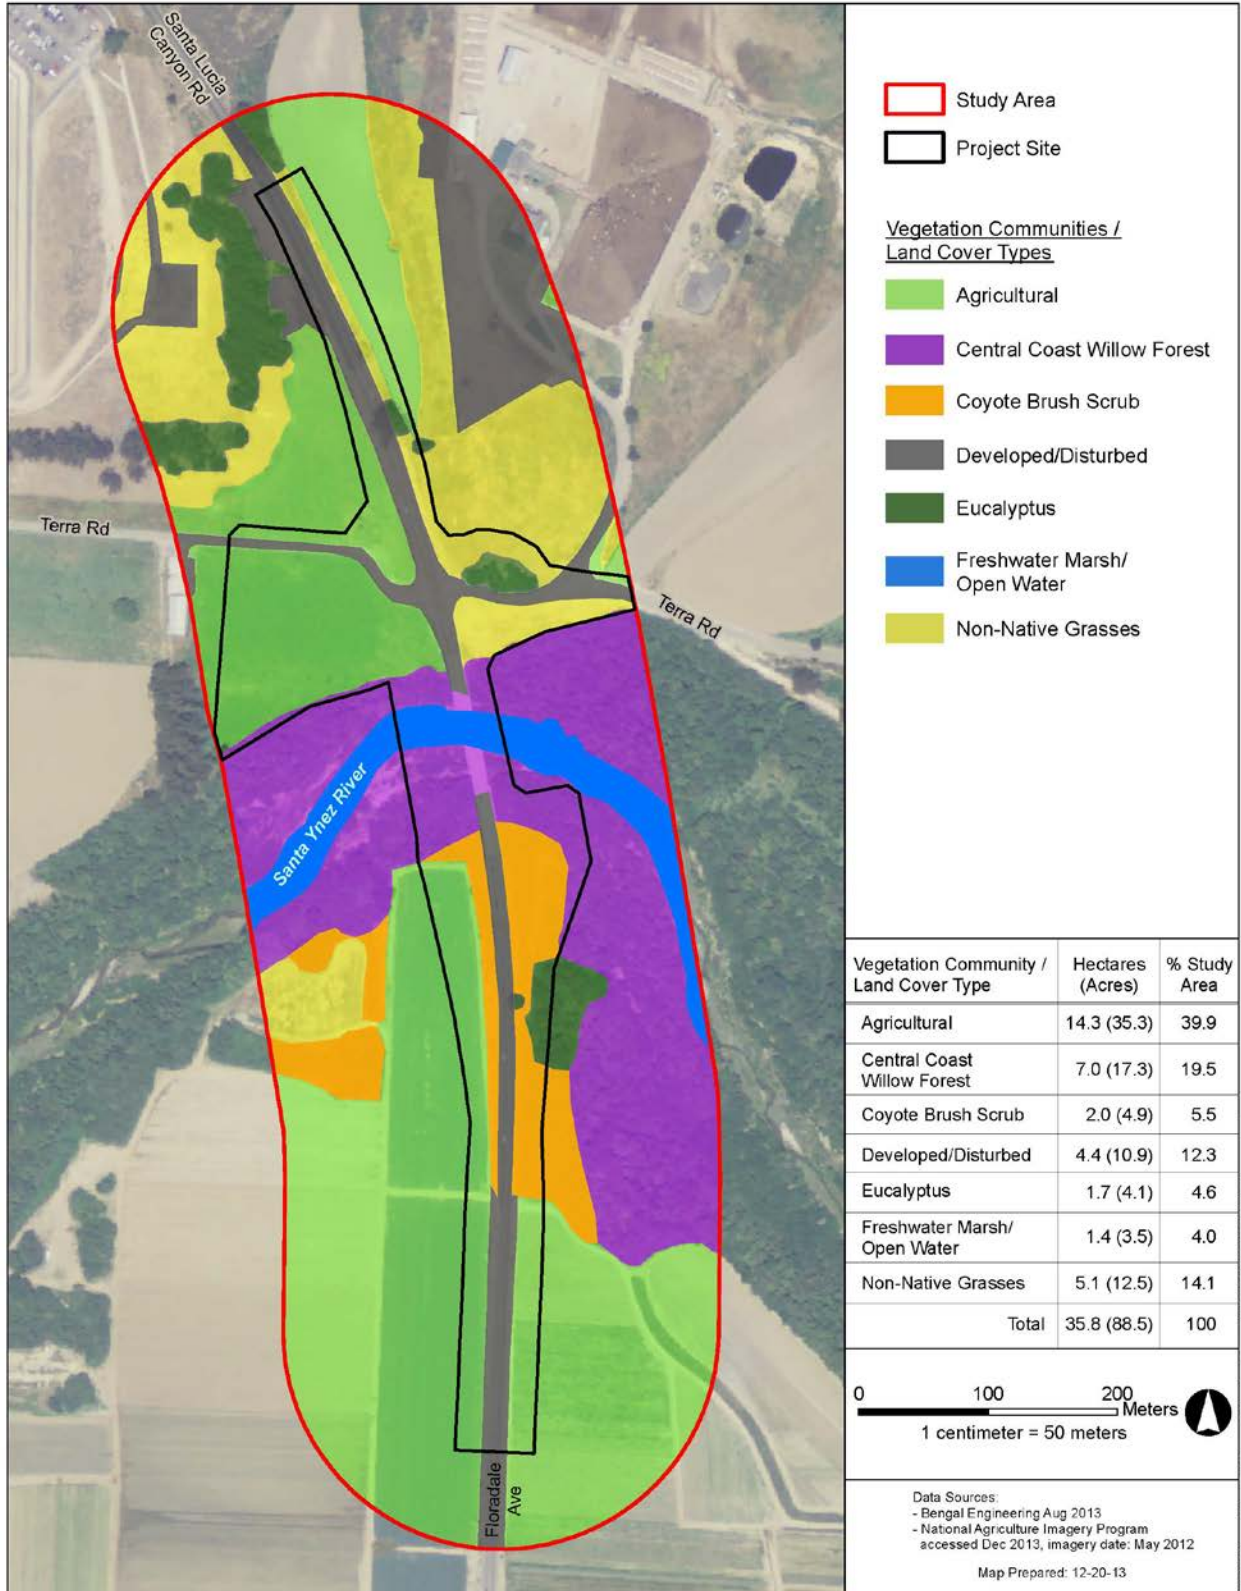 Santa Lucia
Canyon Rd
Terra Rd
Terra Rd
Santa Ynez River
Floradale
Ave
Study Area
Project Site
Vegetation Communities /
Land Cover Types
Agricultural
Central Coast Willow Forest
Coyote Brush Scrub
Developed/Disturbed
Eucalyptus
Freshwater Marsh/
Open Water
Non-Native Grasses
Vegetation Community / Hectares % Study
Land Cover Type (Acres) Area
Agricultural 14.3 (35.3) 39.9
Central Coast
Willow Forest 7.0 (17.3) 19.5
Coyote Brush Scrub 2.0 (4.9) 5.5
Developed/Disturbed 4.4 (10.9) 12.3
Eucalyptus 1.7 (4.1) 4.6
Freshwater Marsh/
Open Water 1.4 (3.5) 4.0
Non-Native Grasses 5.1 (12.5) 14.1
Total 35.8 (88.5) 100
0 100 200
Meters
1 centimeter = 50 meters
Data Sources:
- Bengal Engineering Aug 2013
- National Agriculture Imagery Program
accessed Dec 2013, imagery date: May 2012
Map Prepared: 12-20-13